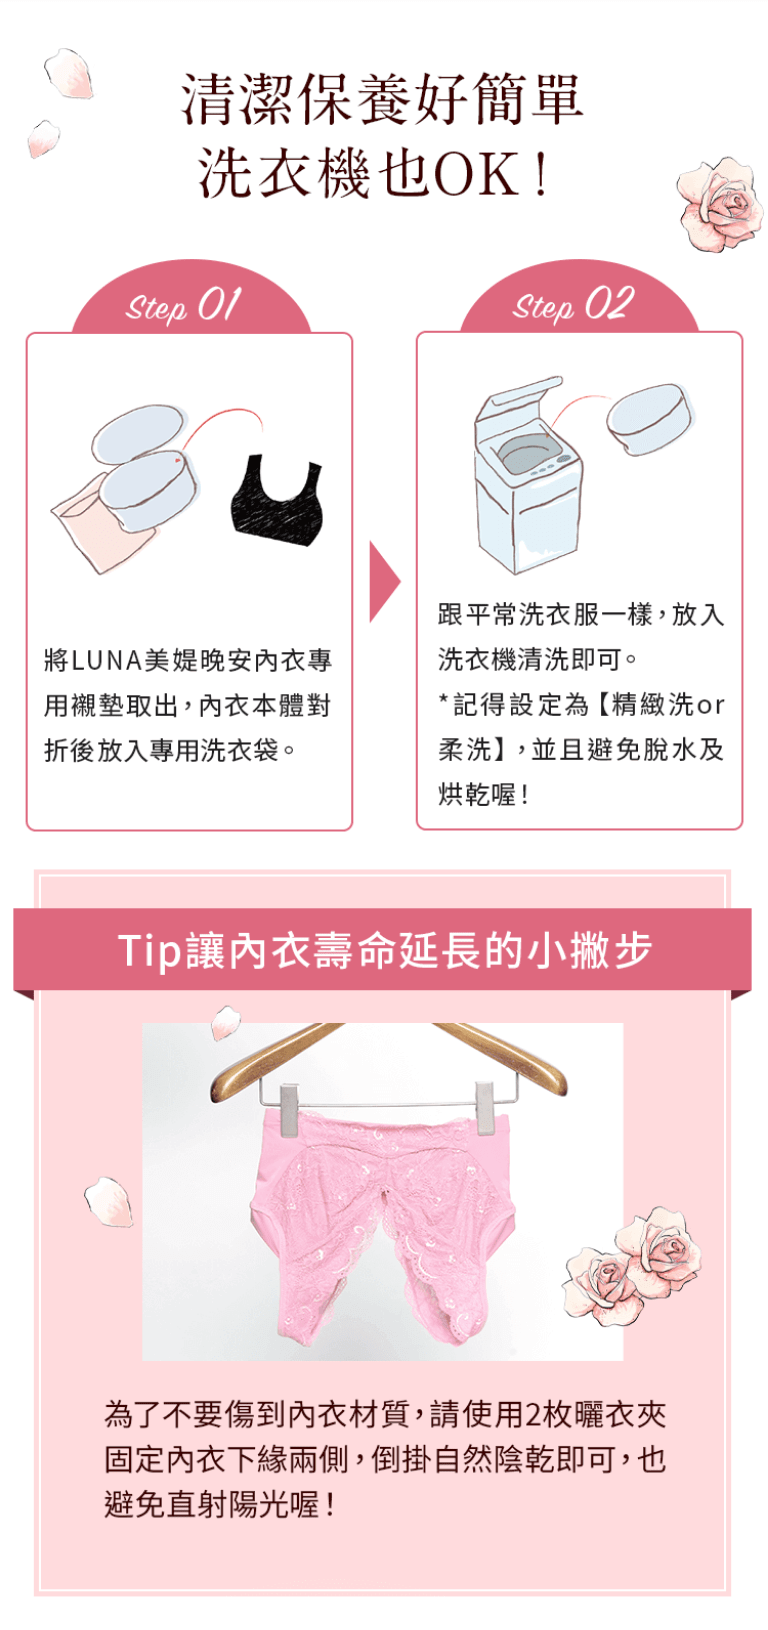 清潔保養好簡單
洗衣機也OK!
Step 01
將LUNA美媞晚安內衣專
用襯墊取出，內衣本體對
折後放入專用洗衣袋。
Step 02
跟平常洗衣服一樣，放入
洗衣機清洗即可。
*記得設定為【精緻洗or
柔洗】，並且避免脫水及
烘乾喔！
Tip讓內衣壽命延長的小撇步
為了不要傷到內衣材質，請使用2枚曬衣夾
固定內衣下緣兩側，倒掛自然陰乾即可，也
避免直射陽光喔！